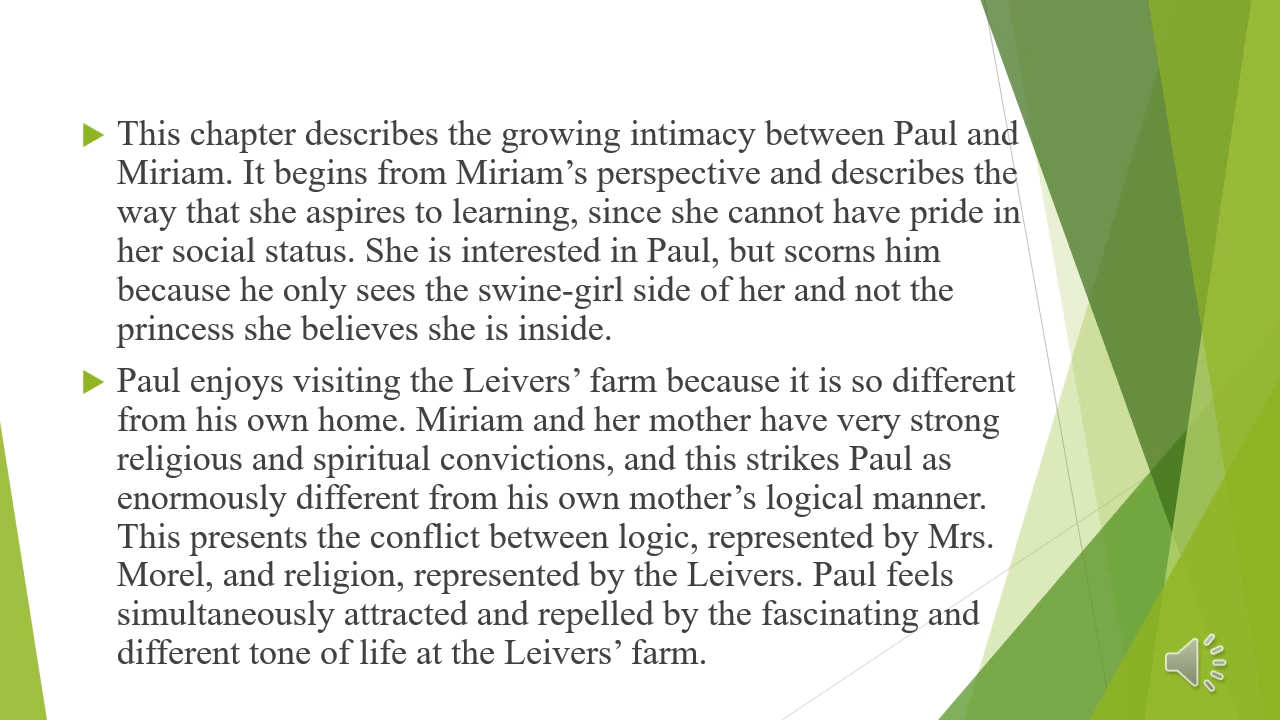 This chapter describes the growing intimacy between Paul and
Miriam. It begins from Miriam’s perspective and describes the
way that she aspires to learning, since she cannot have pride in
her social status. She is interested in Paul, but scorns him
because he only sees the swine-girl side of her and not the
princess she believes she is inside.
Paul enjoys visiting the Leivers’ farm because it is so different
from his own home. Miriam and her mother have very strong
religious and spiritual convictions, and this strikes Paul as
enormously different from his own mother’s logical manner.
This presents the conflict between logic, represented by Mrs.
Morel, and religion, represented by the Leivers. Paul feels
simultaneously attracted and repelled by the fascinating and
different tone of life at the Leivers’ farm.